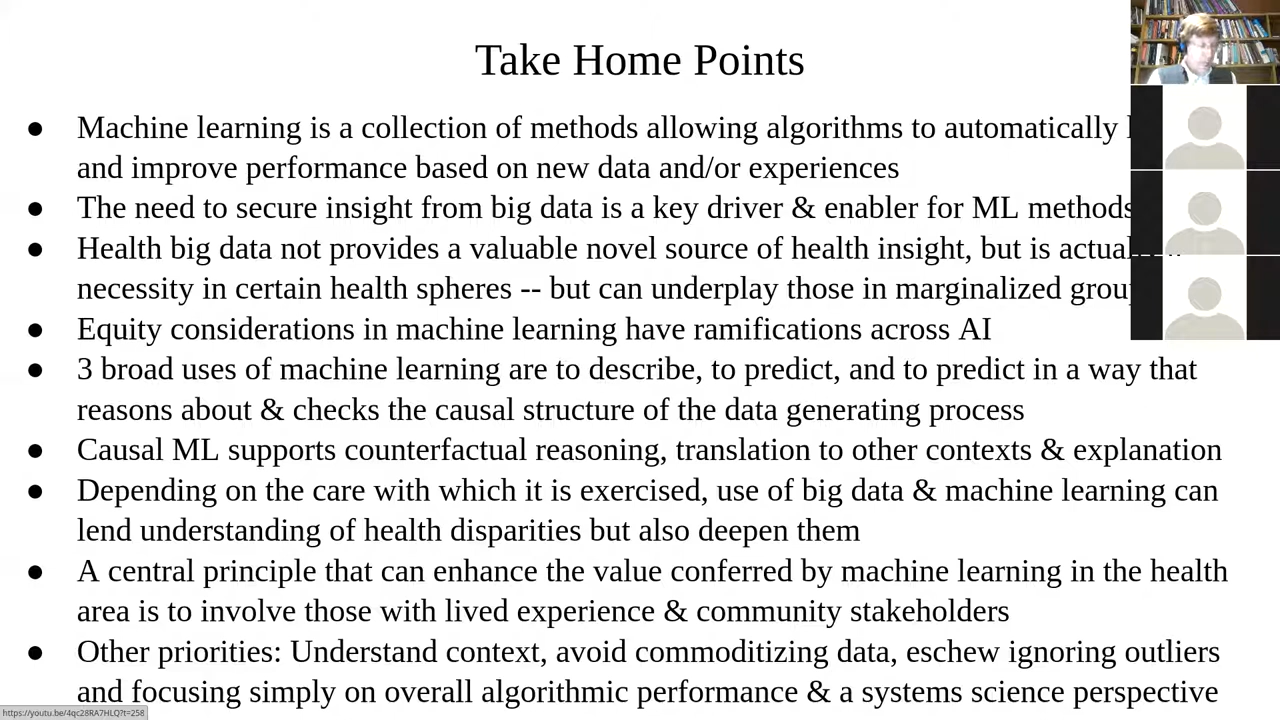 Take Home Points
● Machine learning is a collection of methods allowing algorithms to automatically
and improve performance based on new data and/or experiences
● The need to secure insight from big data is a key driver & enabler for ML methods
● Health big data not provides a valuable novel source of health insight, but is
necessity in certain health spheres -- but can underplay those in marginalized
● Equity considerations in machine learning have ramifications across AI
● 3 broad uses of machine learning are to describe, to predict, and to predict in a way that
reasons about & checks the causal structure of the data generating process
● Causal ML supports counterfactual reasoning, translation to other contexts & explanation
● Depending on the care with which it is exercised, use of big data & machine learning can
lend understanding of health disparities but also deepen them
● A central principle that can enhance the value conferred by machine learning in the health
area is to involve those with lived experience & community stakeholders
● Other priorities: Understand context, avoid commoditizing data, eschew ignoring outliers
and focusing simply on overall algorithmic performance & a systems science perspective
https://youtu.be/4qc28RA7HLQ?t=258